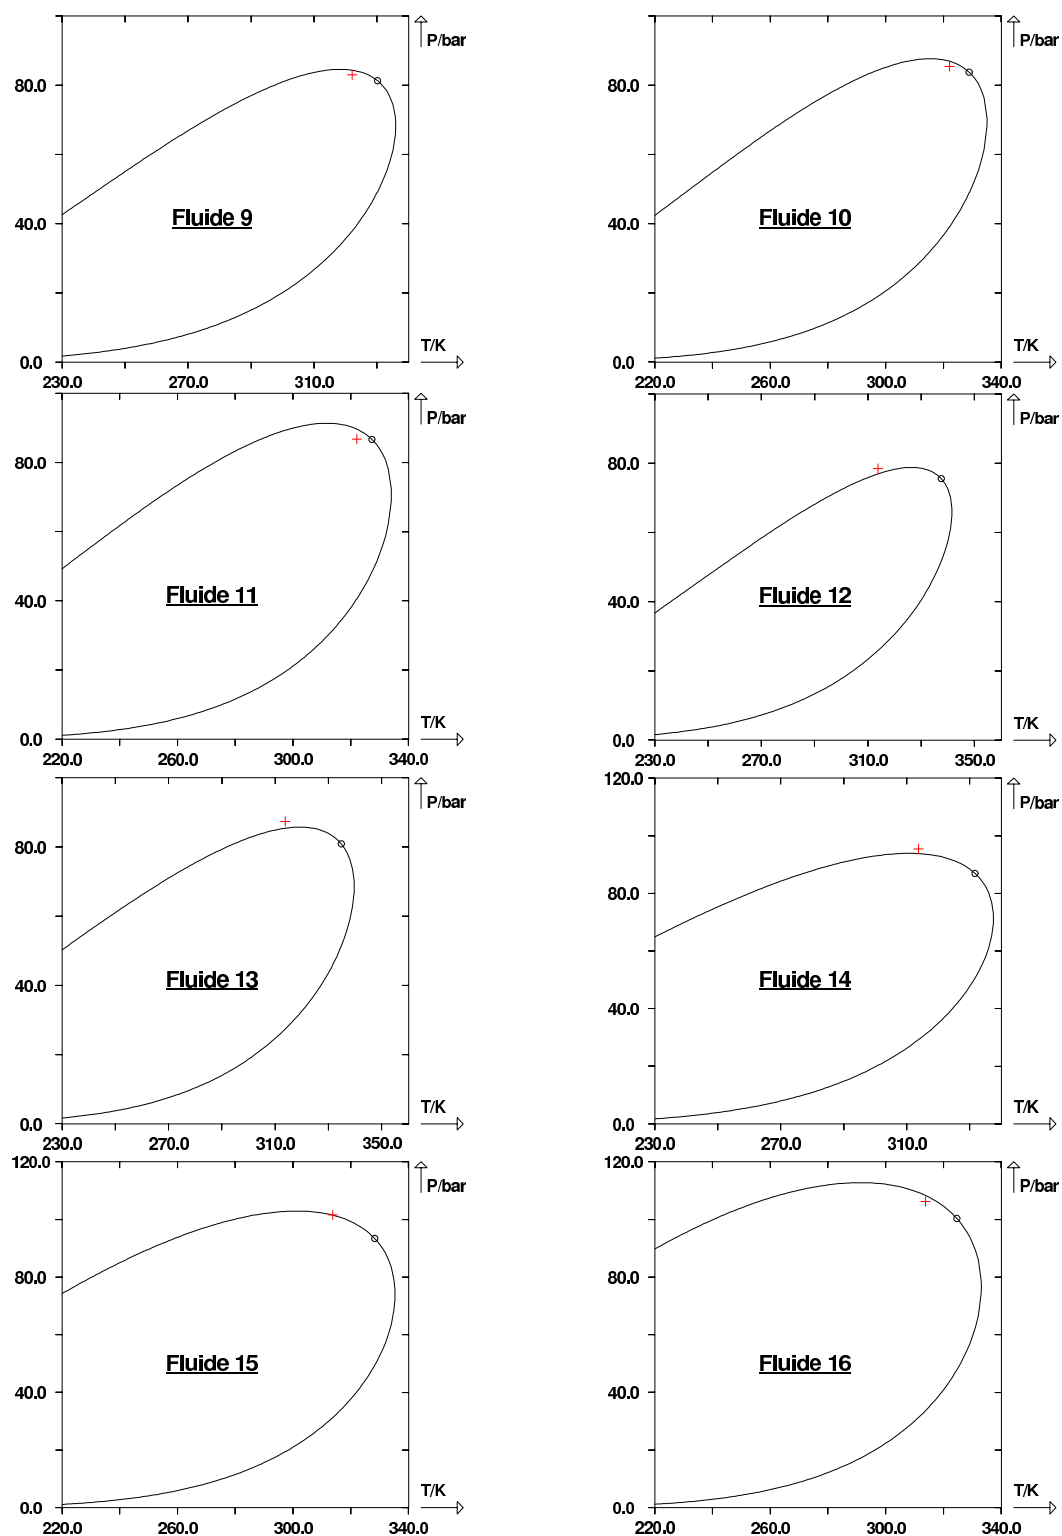 P/bar
80.0
Fluide 9
40.0
T/K
0.0
230.0 270.0 310.0
P/bar
80.0
Fluide 10
40.0
T/K
0.0
220.0 260.0 300.0 340.0
P/bar
80.0
Fluide 11
40.0
T/K
0.0
220.0 260.0 300.0 340.0
P/bar
80.0
Fluide 12
40.0
T/K
0.0
230.0 270.0 310.0 350.0
P/bar
80.0
Fluide 13
40.0
T/K
0.0
230.0 270.0 310.0 350.0
120.0
P/bar
80.0
Fluide 14
40.0
T/K
0.0
230.0 270.0 310.0
120.0
P/bar
80.0
Fluide 15
40.0
T/K
0.0
220.0 260.0 300.0 340.0
120.0
P/bar
80.0
Fluide 16
40.0
T/K
0.0
220.0 260.0 300.0 340.0